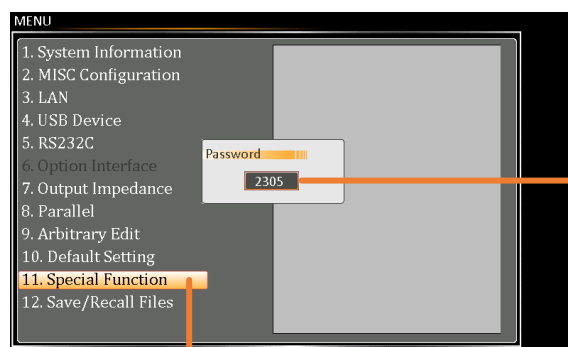 MENU
1. System Information
2. MISC Configuration
3. LAN
4. USB Device
5. RS232C
6. Option Interface
7. Output Impedance
8. Parallel
9. Arbitrary Edit
10. Default Setting
11. Special Function
12. Save/Recall Files
Password
2305